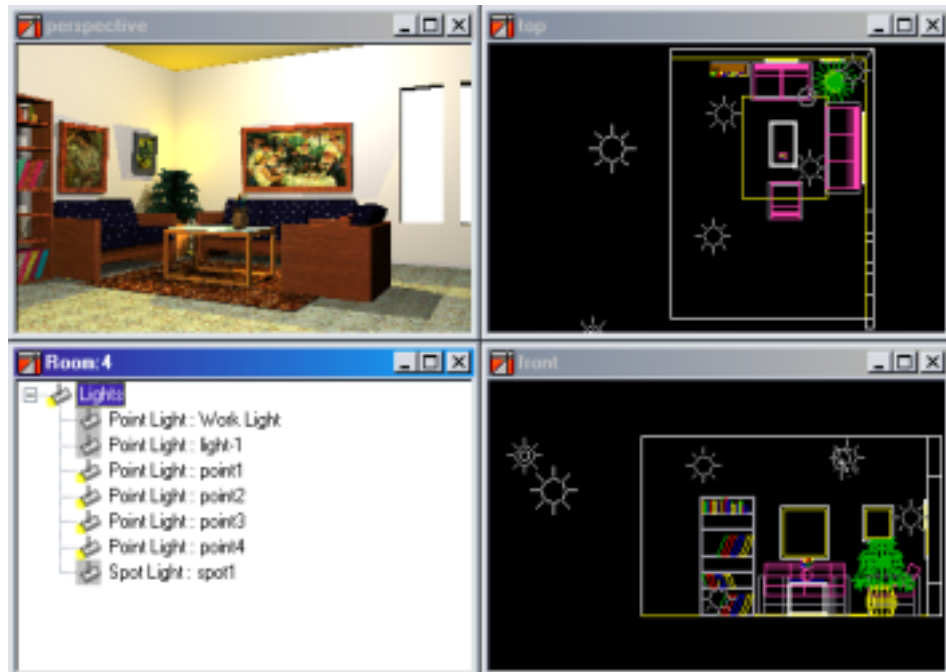 perspective
top
Room:4
Lights
Point Light : Work Light
Point Light : light-1
Point Light : point1
Point Light : point2
Point Light : point3
Point Light : point4
Spot Light : spot1
front